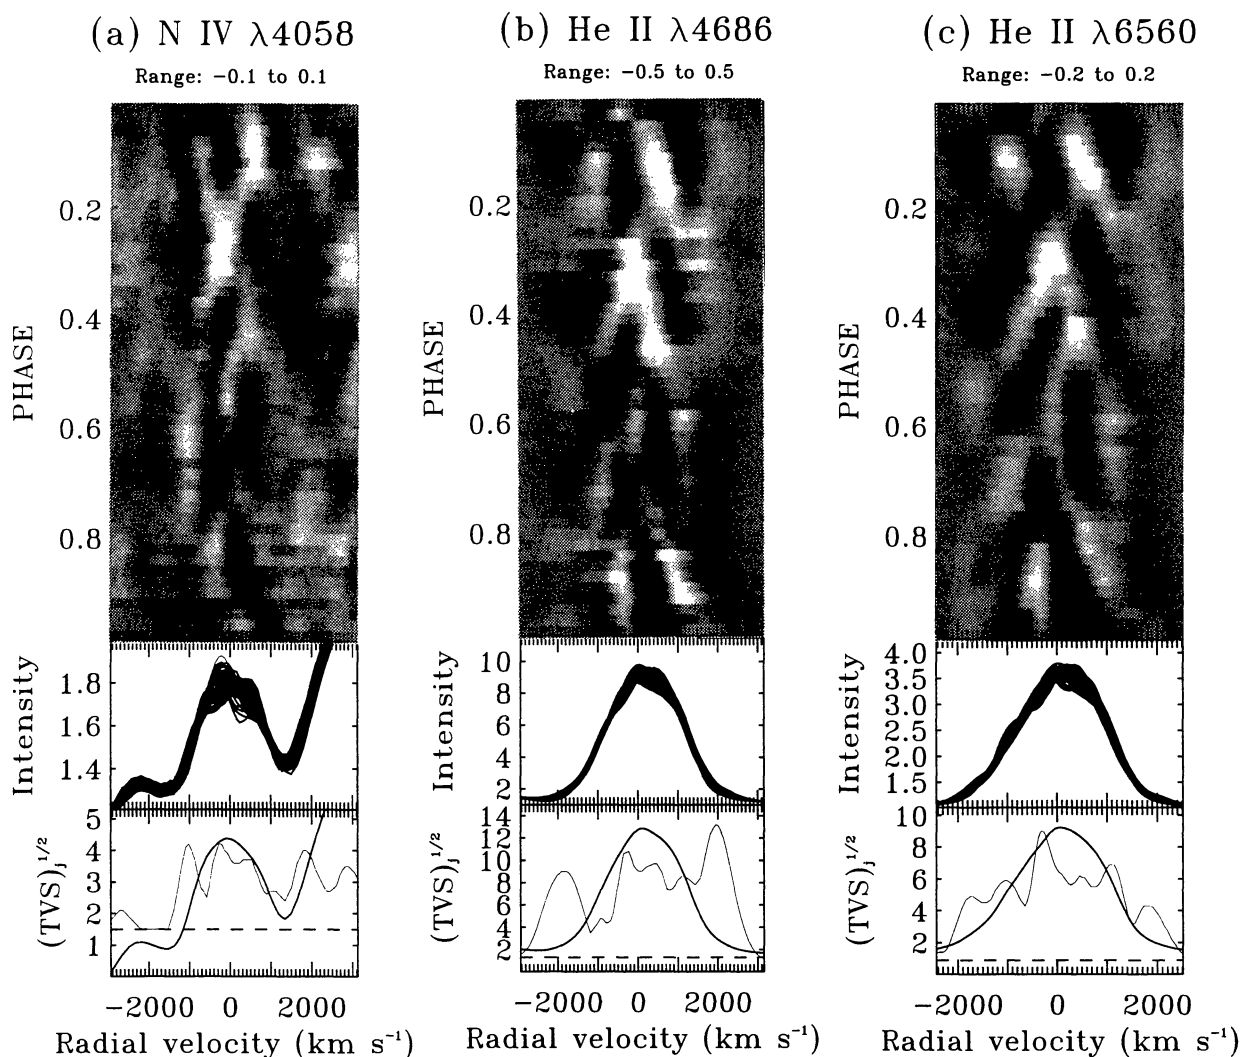 (a) N IV λ4058
Range: −0.1 to 0.1
PHASE
0.2
0.4
0.6
0.8
Intensity
1.8
1.6
1.4
(TVS)ⱼ¹/²
5
4
3
2
1
−2000 0 2000
Radial velocity (km s⁻¹)
(b) He II λ4686
Range: −0.5 to 0.5
PHASE
0.2
0.4
0.6
0.8
Intensity
10
8
6
4
2
(TVS)ⱼ¹/²
14
12
10
8
6
4
2
−2000 0 2000
Radial velocity (km s⁻¹)
(c) He II λ6560
Range: −0.2 to 0.2
PHASE
0.2
0.4
0.6
0.8
Intensity
4.0
3.5
3.0
2.5
2.0
1.5
(TVS)ⱼ¹/²
10
8
6
4
2
−2000 0 2000
Radial velocity (km s⁻¹)